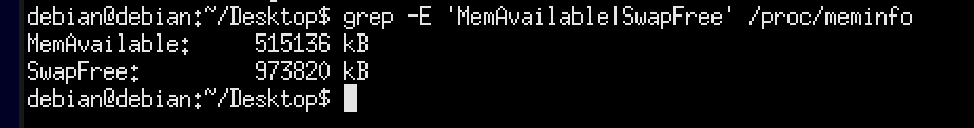 debian@debian:~/Desktop$ grep -E 'MemAvailable|SwapFree' /proc/meminfo
MemAvailable:     515136 kB
SwapFree:         973820 kB
debian@debian:~/Desktop$